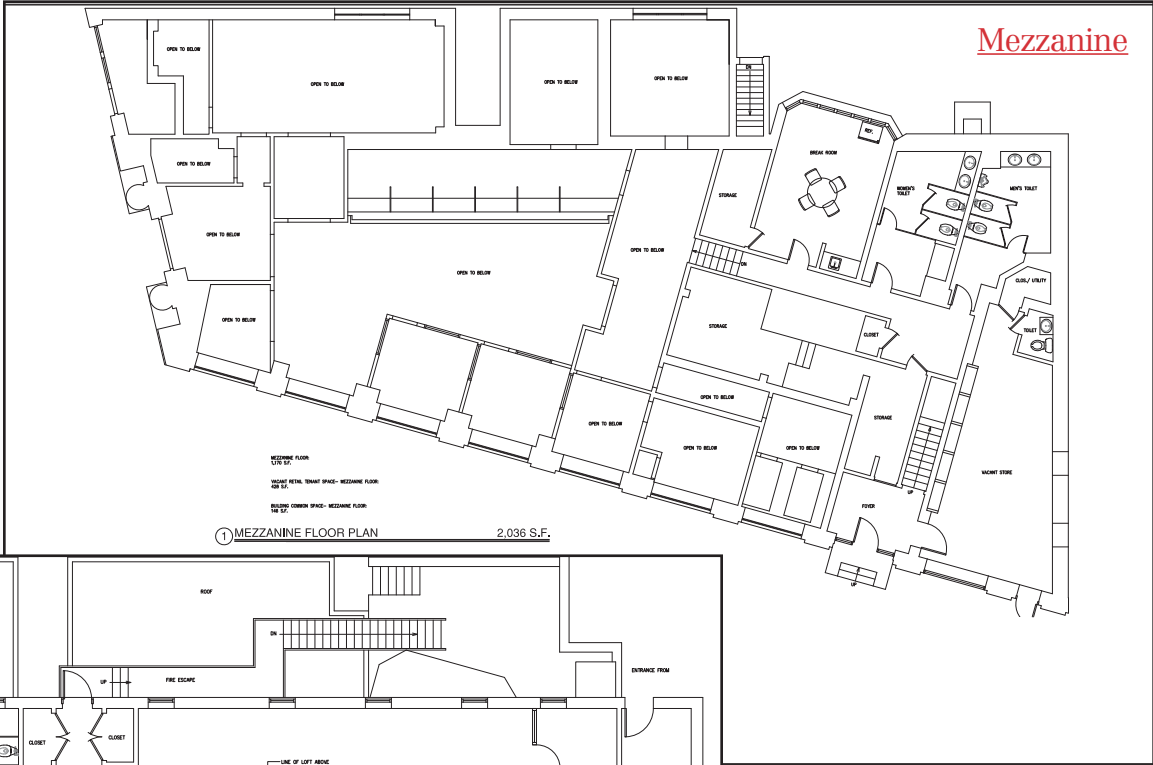 Mezzanine
OPEN TO BELOW
OPEN TO BELOW
OPEN TO BELOW
OPEN TO BELOW
DN
REF.
BREAK ROOM
OPEN TO BELOW
WOMEN'S
TOILET
MEN'S TOILET
STORAGE
OPEN TO BELOW
OPEN TO BELOW
DN
OPEN TO BELOW
CLOS./ UTILITY
OPEN TO BELOW
STORAGE
CLOSET
TOILET
OPEN TO BELOW
STORAGE
OPEN TO BELOW
OPEN TO BELOW
OPEN TO BELOW
VACANT STORE
UP
FOYER
UP
MEZZANINE FLOOR:
1,170 S.F.
VACANT RETAIL TENANT SPACE- MEZZANINE FLOOR:
BUILDING COMMON SPACE- MEZZANINE FLOOR:
1 MEZZANINE FLOOR PLAN 2,036 S.F.
ROOF
DN
ENTRANCE FROM
UP
FIRE ESCAPE
CLOSET
CLOSET
LINE OF LOFT ABOVE